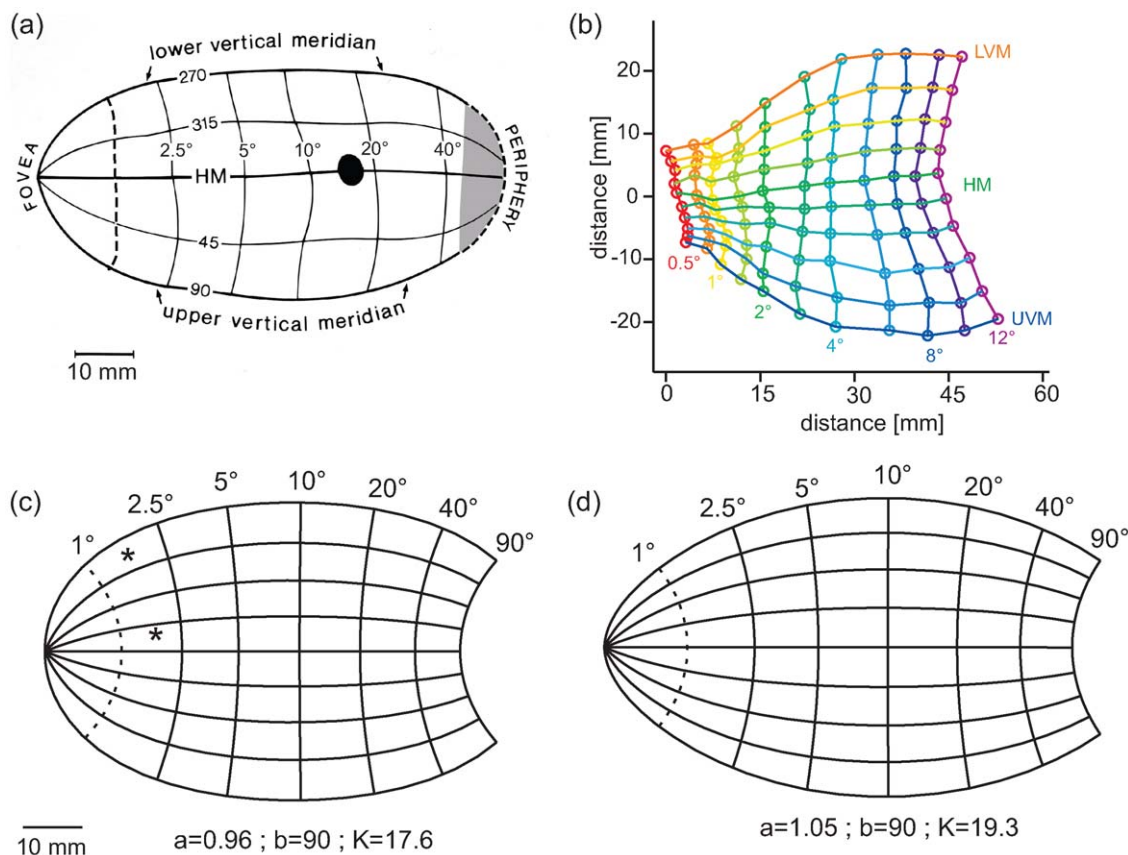 (a)
lower vertical meridian
270
315
2.5° 5° 10° 20° 40°
FOVEA
HM
PERIPHERY
45
90
upper vertical meridian
10 mm
(b)
20
10
0
-10
-20
distance [mm]
LVM
HM
UVM
0.5°
1°
2°
4°
8°
12°
0 15 30 45 60
distance [mm]
(c)
1° 2.5° 5° 10° 20° 40° 90°
*
*
10 mm
a=0.96 ; b=90 ; K=17.6
(d)
1° 2.5° 5° 10° 20° 40° 90°
a=1.05 ; b=90 ; K=19.3